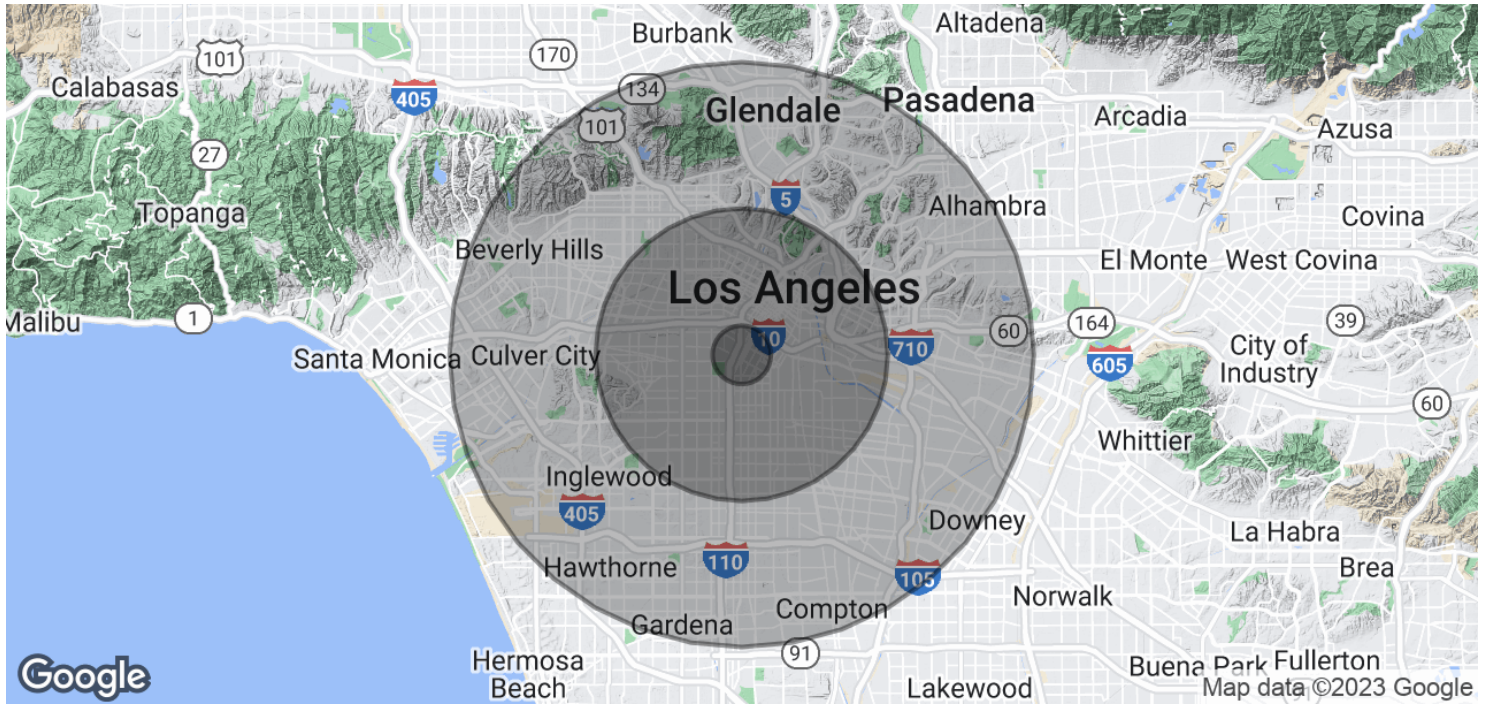 Burbank
Altadena
170
101
Calabasas
405
134
Glendale
Pasadena
Arcadia
101
Azusa
27
5
Topanga
Alhambra
Covina
Beverly Hills
El Monte
West Covina
Los Angeles
Malibu
1
10
710
60
164
39
Santa Monica
Culver City
605
City of
Industry
60
Whittier
Inglewood
405
Downey
La Habra
Hawthorne
110
105
Brea
Norwalk
Compton
Gardena
91
Hermosa
Beach
Buena Park
Fullerton
Google
Lakewood
Map data ©2023 Google